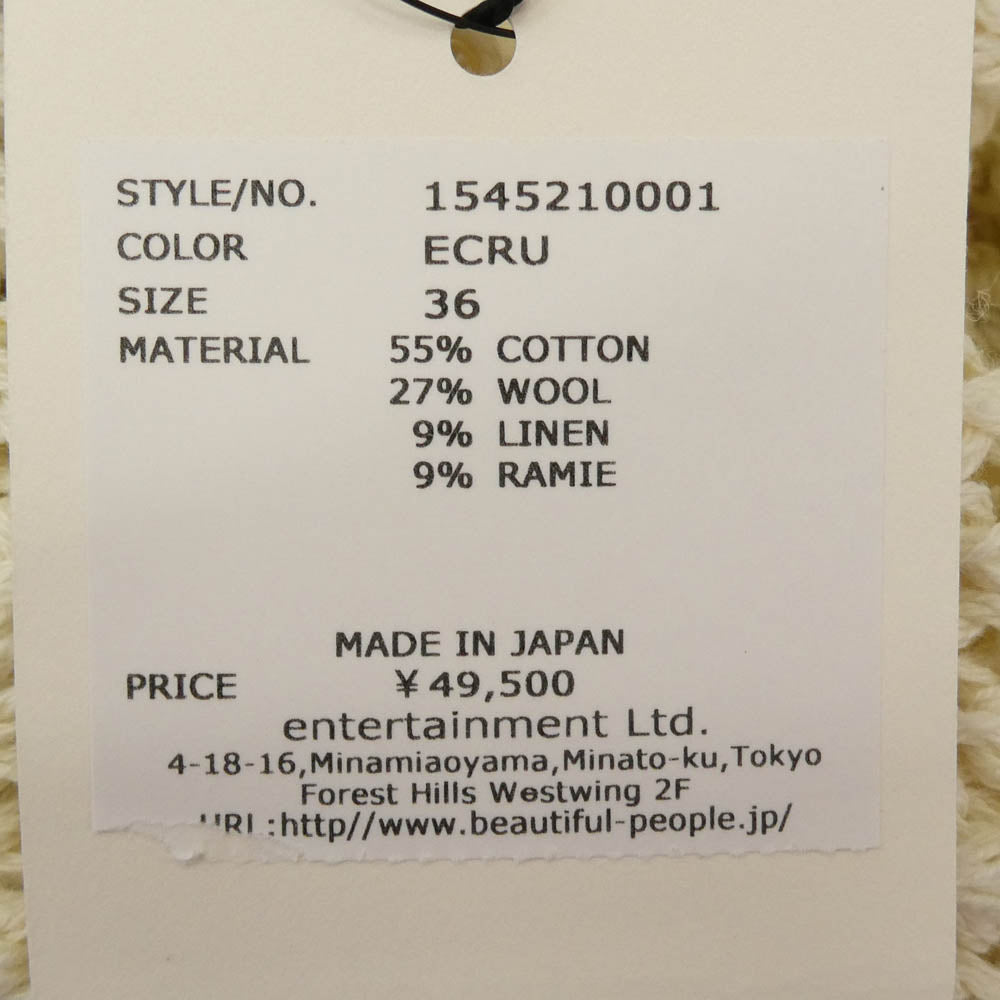 STYLE/NO. 1545210001
COLOR ECRU
SIZE 36
MATERIAL 55% COTTON
27% WOOL
9% LINEN
9% RAMIE
MADE IN JAPAN
PRICE ¥49,500
entertainment Ltd.
4-18-16,Minamiaoyama,Minato-ku,Tokyo
Forest Hills Westwing 2F
URL:http//www.beautiful-people.jp/